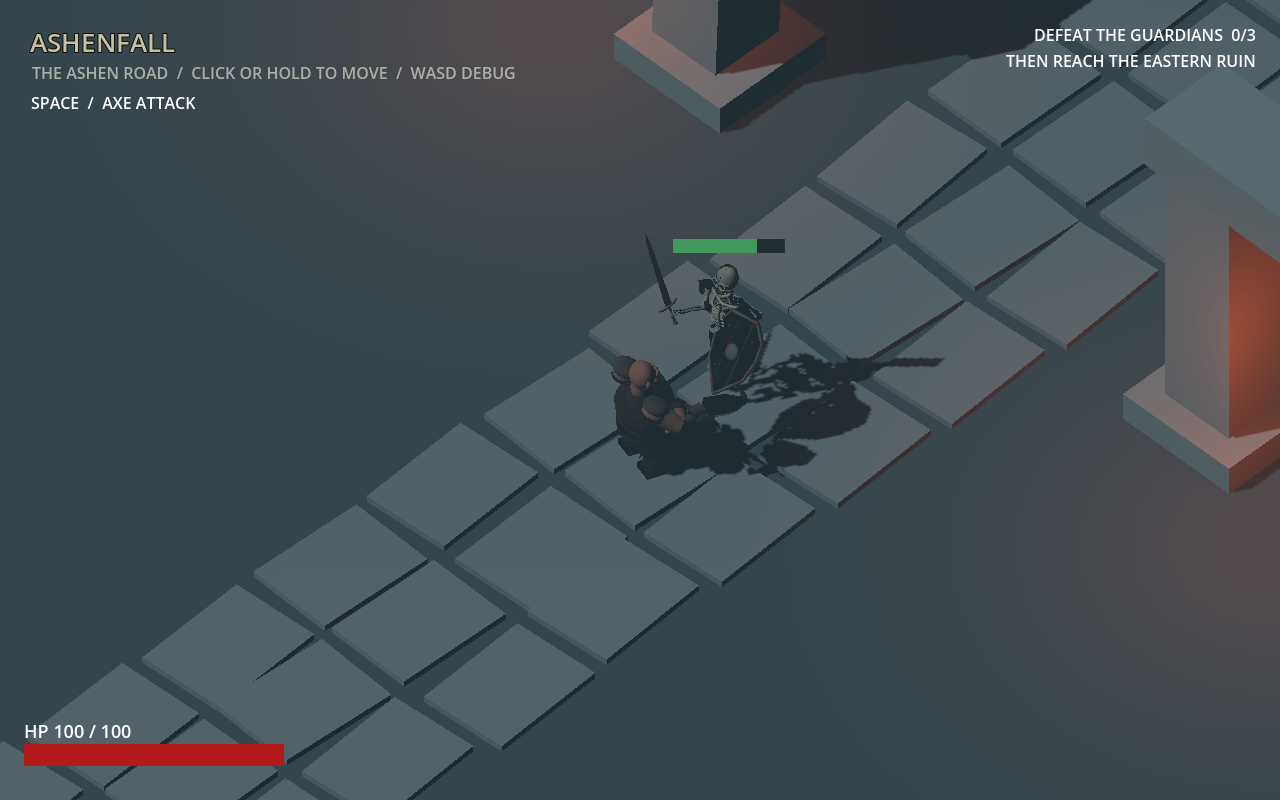 ASHENFALL
THE ASHEN ROAD / CLICK OR HOLD TO MOVE / WASD DEBUG
SPACE / AXE ATTACK
DEFEAT THE GUARDIANS 0/3
THEN REACH THE EASTERN RUIN
HP 100 / 100